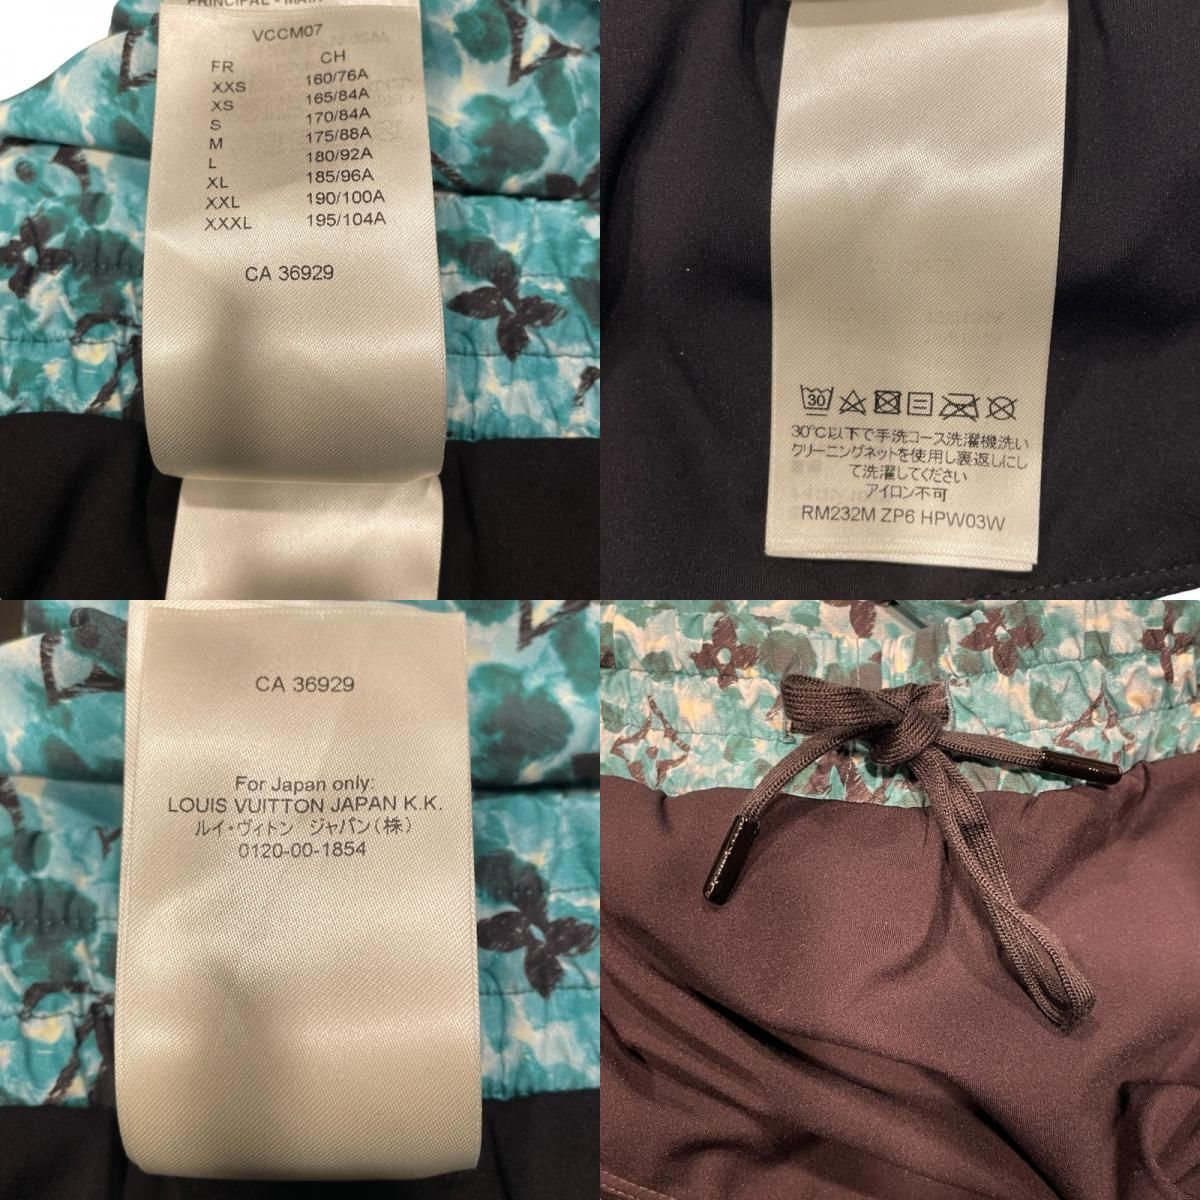 PRINCIPAL - MAIN
VCCM07
FR CH
XXS 160/76A
XS 165/84A
S 170/84A
M 175/88A
L 180/92A
XL 185/96A
XXL 190/100A
XXXL 195/104A
CA 36929
30
30℃以下で手洗コース洗濯機洗い
クリーニングネットを使用し裏返しにし
て洗濯してください
アイロン不可
RM232M ZP6 HPW03W
CA 36929
For Japan only:
LOUIS VUITTON JAPAN K.K.
ルイ・ヴィトン ジャパン(株)
0120-00-1854